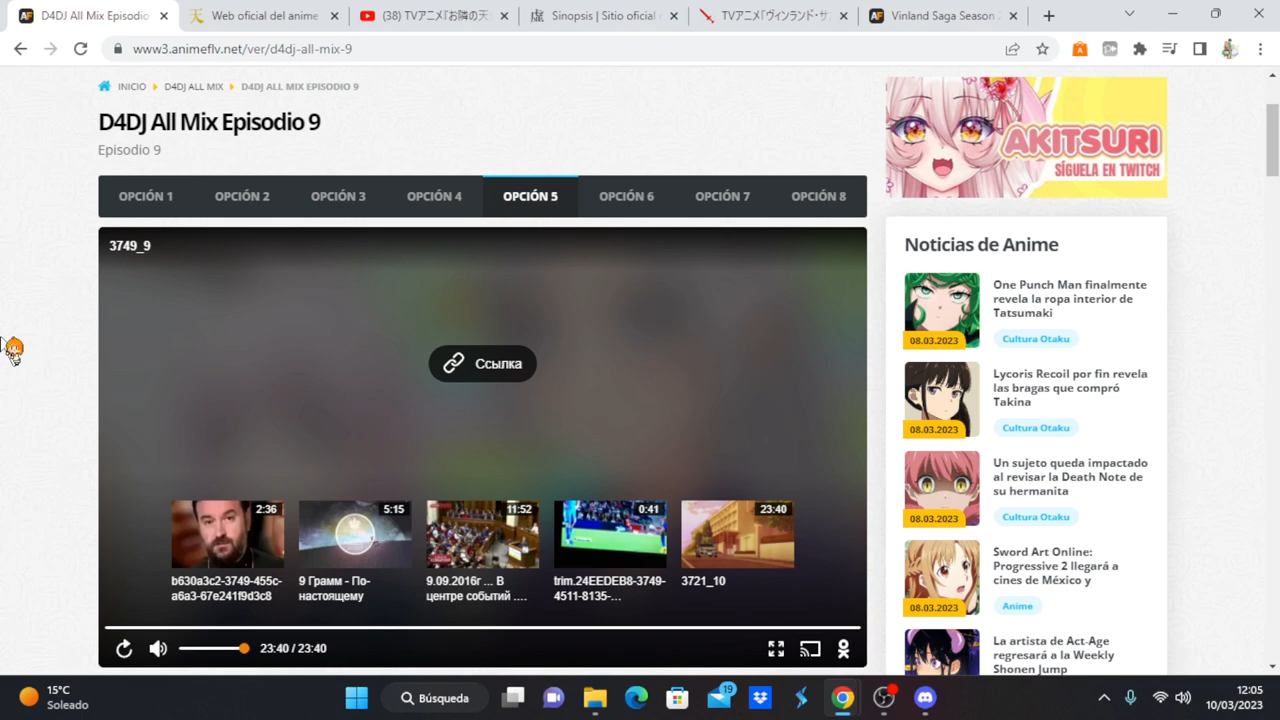 D4DJ All Mix Episodio
Web oficial del anime
(38) TVアニメ『お隣の天
Sinopsis | Sitio oficial
アニメ「ヴィンランド・サ
Vinland Saga Season
www3.animeflv.net/ver/d4dj-all-mix-9
INICIO
D4DJ ALL MIX
D4DJ ALL MIX EPISODIO 9
D4DJ All Mix Episodio 9
Episodio 9
OPCIÓN 1
OPCIÓN 2
OPCIÓN 3
OPCIÓN 4
OPCIÓN 5
OPCIÓN 6
OPCIÓN 7
OPCIÓN 8
3749_9
Ссылка
2:36
b630a3c2-3749-455c-
a6a3-67e241f9d3c8
5:15
9 Грамм - По-
настоящему
11:52
9.09.2016г ... В
центре событий ....
0:41
trim.24EEDEB8-3749-
4511-8135-...
23:40
3721_10
23:40 / 23:40
AKITSURI
SÍGUELA EN TWITCH
Noticias de Anime
One Punch Man finalmente
revela la ropa interior de
Tatsumaki
08.03.2023
Cultura Otaku
Lycoris Recoil por fin revela
las bragas que compró
Takina
08.03.2023
Cultura Otaku
Un sujeto queda impactado
al revisar la Death Note de
su hermanita
08.03.2023
Cultura Otaku
Sword Art Online:
Progressive 2 llegará a
cines de México y
08.03.2023
Anime
La artista de Act-Age
regresará a la Weekly
Shonen Jump
15°C
Soleado
Búsqueda
19
12:05
10/03/2023